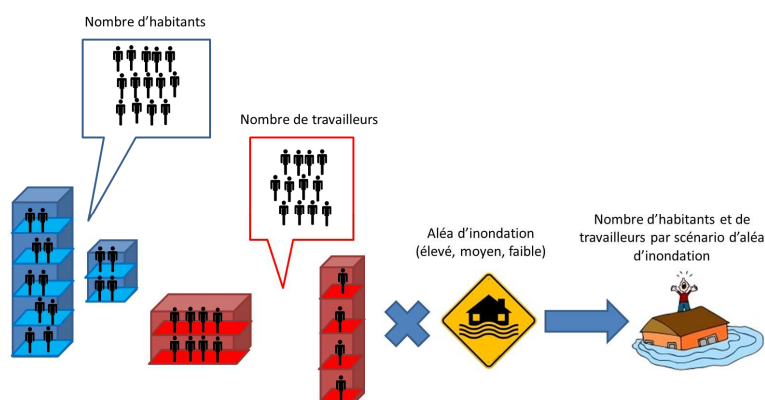 Nombre d'habitants
Nombre de travailleurs
Aléa d'inondation
(élevé, moyen, faible)
Nombre d'habitants et de
travailleurs par scénario d'aléa
d'inondation